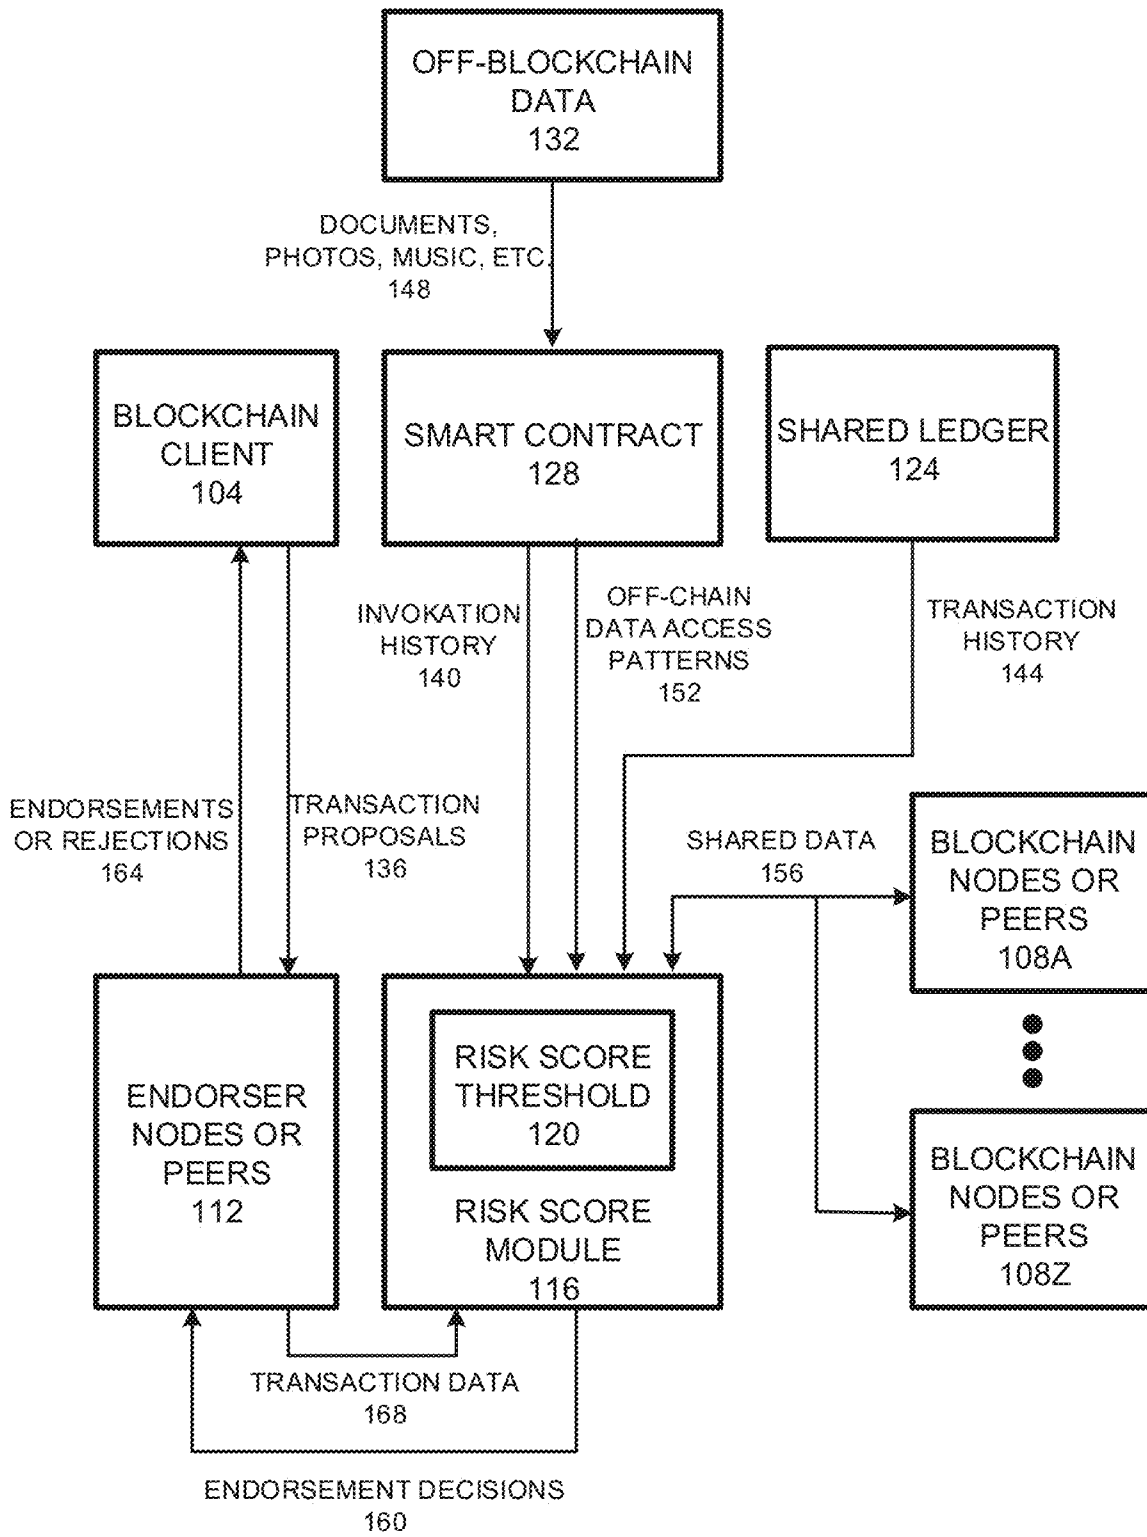 OFF-BLOCKCHAIN
DATA
132
DOCUMENTS,
PHOTOS, MUSIC, ETC.
148
BLOCKCHAIN
CLIENT
104
SMART CONTRACT
128
SHARED LEDGER
124
INVOKATION
HISTORY
140
OFF-CHAIN
DATA ACCESS
PATTERNS
152
TRANSACTION
HISTORY
144
ENDORSEMENTS
OR REJECTIONS
164
TRANSACTION
PROPOSALS
136
SHARED DATA
156
BLOCKCHAIN
NODES OR
PEERS
108A
ENDORSER
NODES OR
PEERS
112
RISK SCORE
THRESHOLD
120
RISK SCORE
MODULE
116
BLOCKCHAIN
NODES OR
PEERS
108Z
TRANSACTION DATA
168
ENDORSEMENT DECISIONS
160